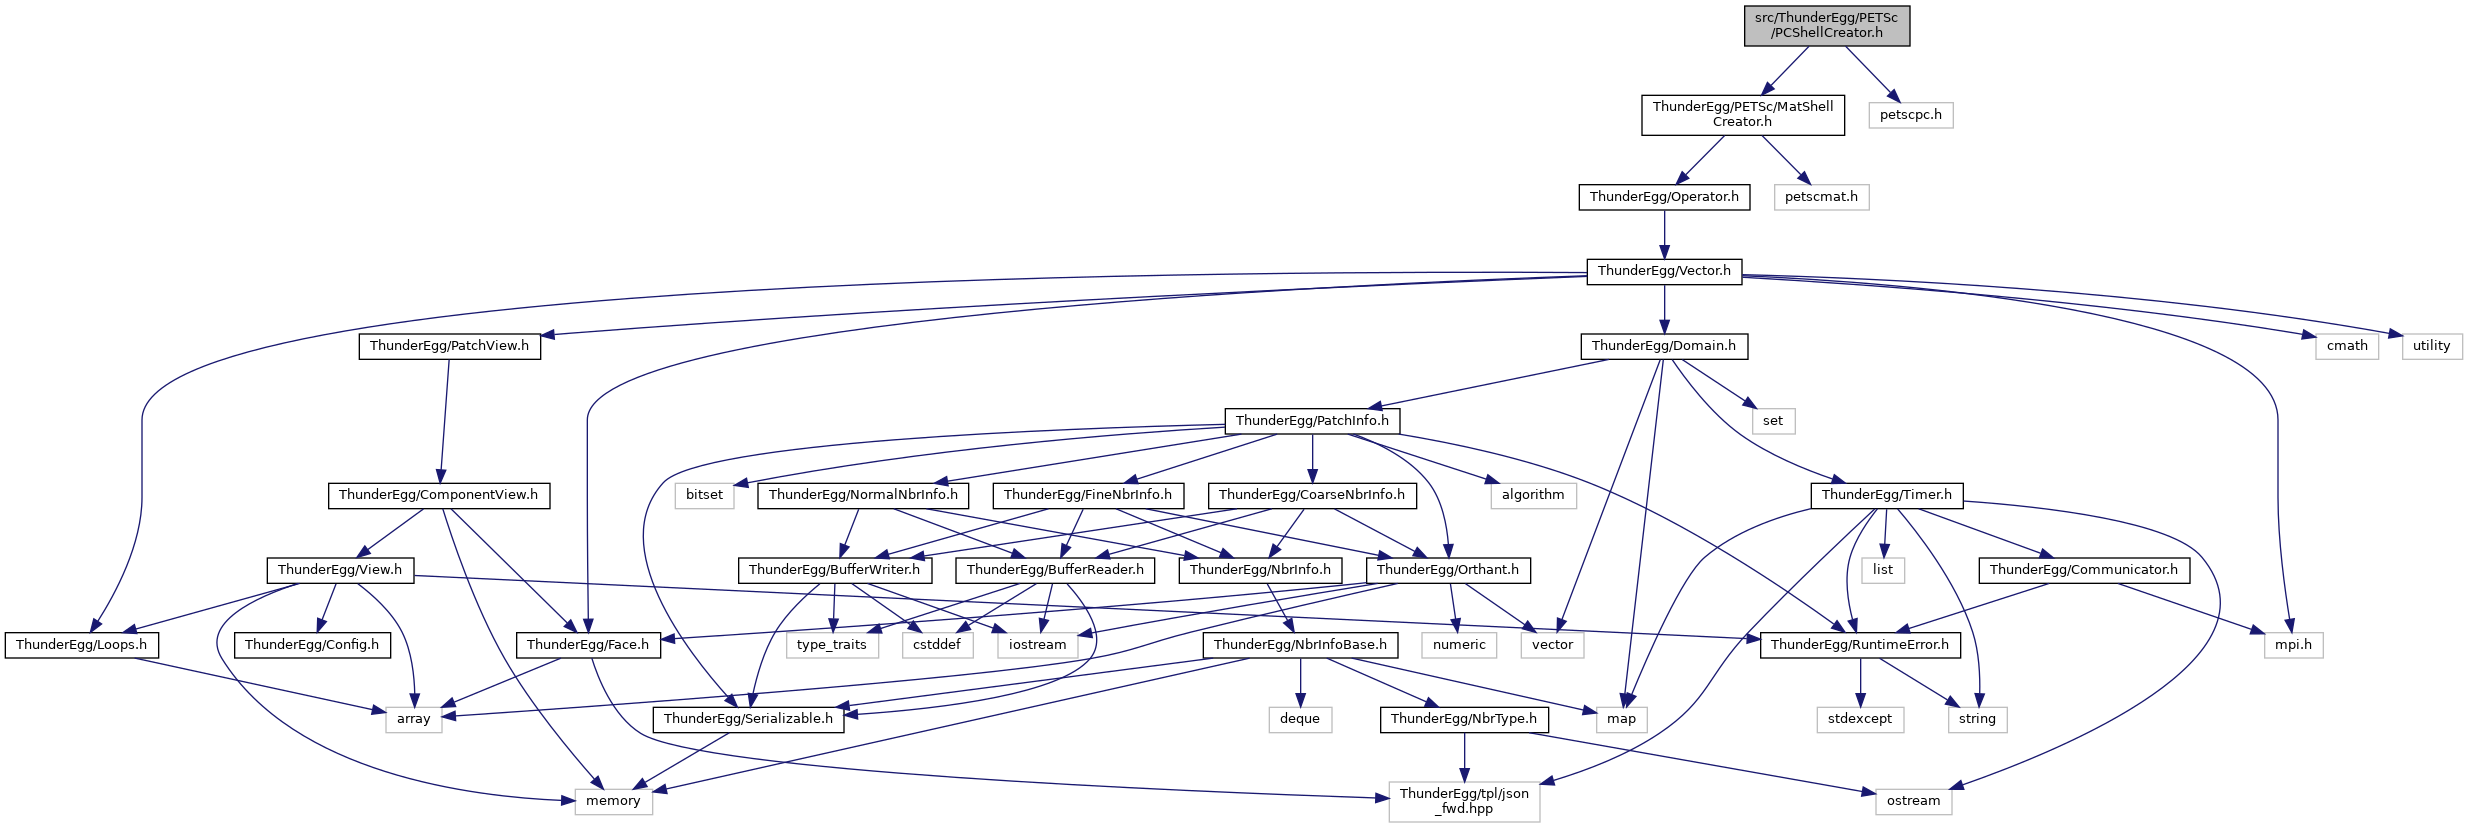 src/ThunderEgg/PETSc
/PCShellCreator.h
ThunderEgg/PETSc/MatShell
Creator.h
petscpc.h
ThunderEgg/Operator.h
petscmat.h
ThunderEgg/Vector.h
ThunderEgg/PatchView.h
ThunderEgg/Domain.h
cmath
utility
ThunderEgg/PatchInfo.h
set
ThunderEgg/ComponentView.h
bitset
ThunderEgg/NormalNbrInfo.h
ThunderEgg/FineNbrInfo.h
ThunderEgg/CoarseNbrInfo.h
algorithm
ThunderEgg/Timer.h
ThunderEgg/View.h
ThunderEgg/BufferWriter.h
ThunderEgg/BufferReader.h
ThunderEgg/NbrInfo.h
ThunderEgg/Orthant.h
list
ThunderEgg/Communicator.h
ThunderEgg/Loops.h
ThunderEgg/Config.h
ThunderEgg/Face.h
type_traits
cstddef
iostream
ThunderEgg/NbrInfoBase.h
numeric
vector
ThunderEgg/RuntimeError.h
mpi.h
array
ThunderEgg/Serializable.h
deque
ThunderEgg/NbrType.h
map
stdexcept
string
memory
ThunderEgg/tpl/json
_fwd.hpp
ostream